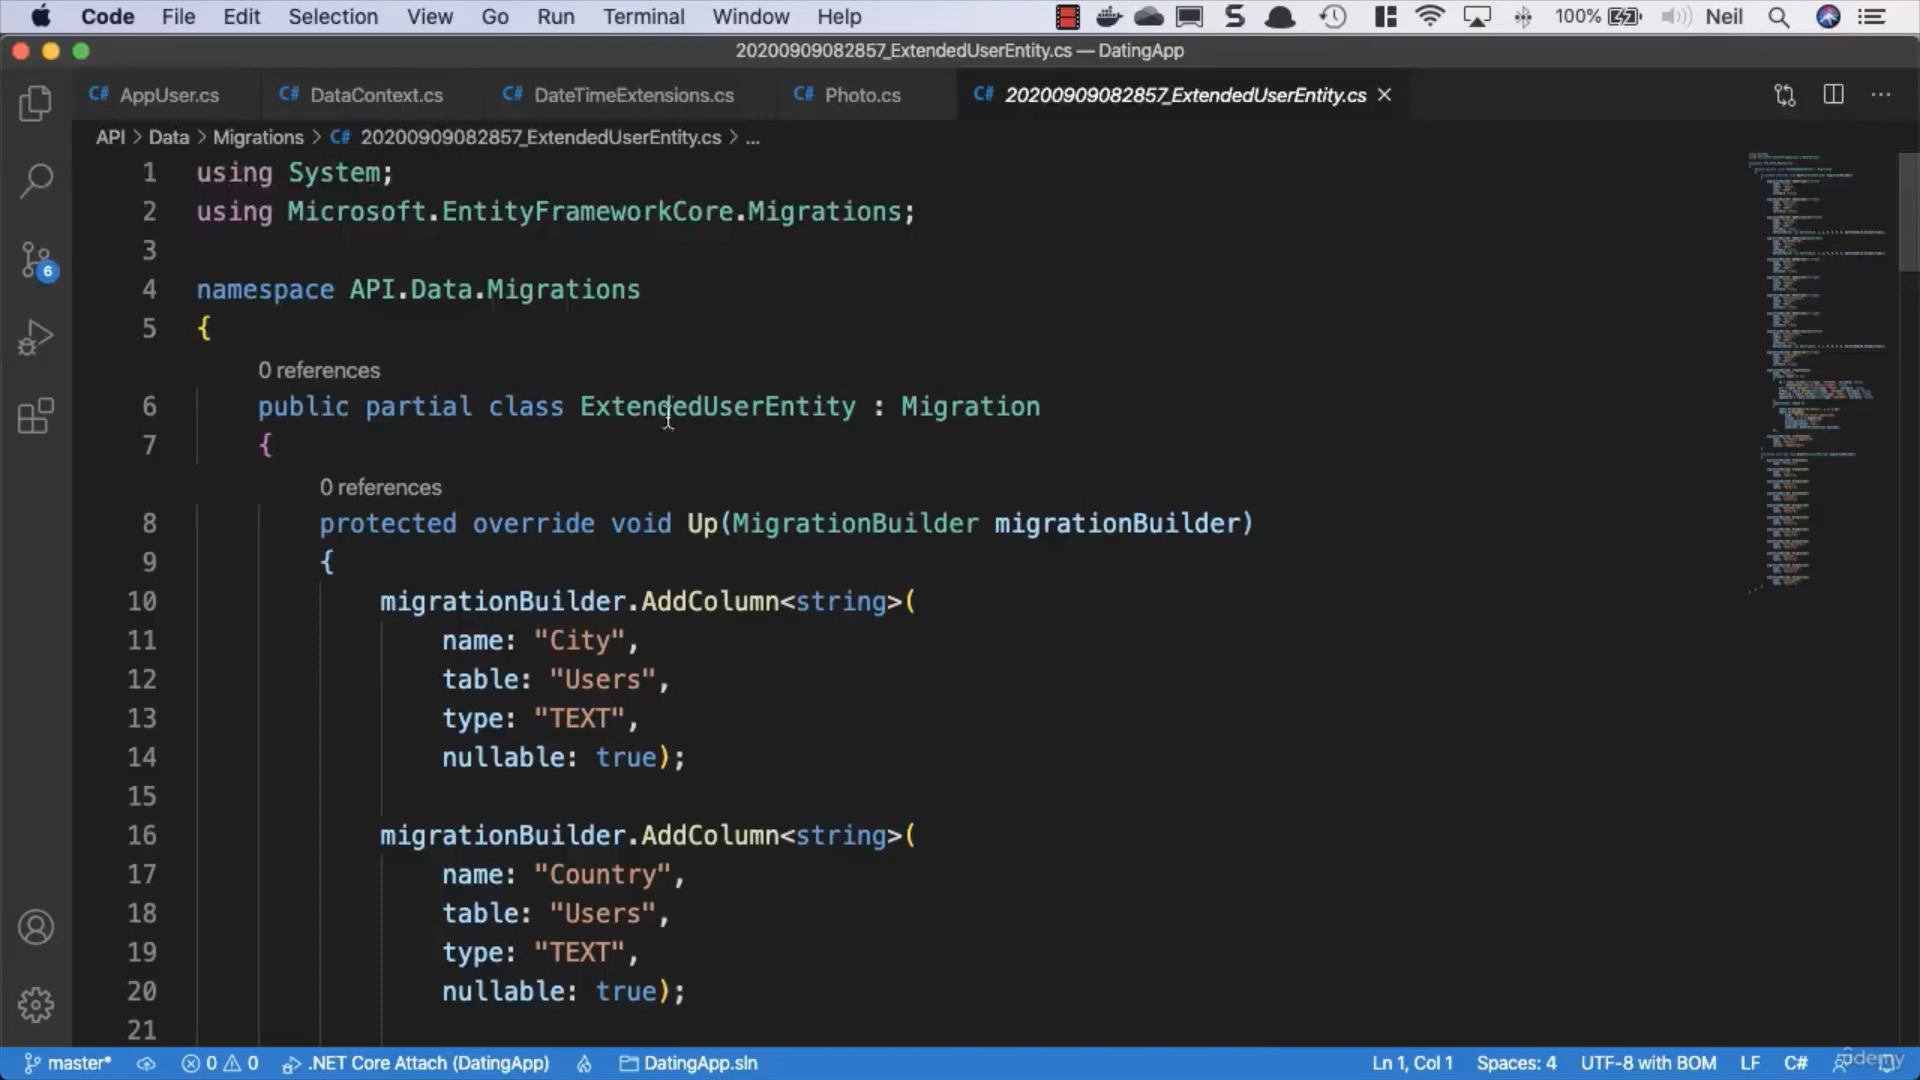 Code File Edit Selection View Go Run Terminal Window Help 100% Neil
20200909082857_ExtendedUserEntity.cs — DatingApp
C# AppUser.cs C# DataContext.cs C# DateTimeExtensions.cs C# Photo.cs C# 20200909082857_ExtendedUserEntity.cs
API > Data > Migrations > C# 20200909082857_ExtendedUserEntity.cs > ...
1 using System;
2 using Microsoft.EntityFrameworkCore.Migrations;
3
4 namespace API.Data.Migrations
5 {
0 references
6 public partial class ExtendedUserEntity : Migration
7 {
0 references
8 protected override void Up(MigrationBuilder migrationBuilder)
9 {
10 migrationBuilder.AddColumn<string>(
11 name: "City",
12 table: "Users",
13 type: "TEXT",
14 nullable: true);
15
16 migrationBuilder.AddColumn<string>(
17 name: "Country",
18 table: "Users",
19 type: "TEXT",
20 nullable: true);
21
6
master* 0 0 .NET Core Attach (DatingApp) DatingApp.sln Ln 1, Col 1 Spaces: 4 UTF-8 with BOM LF C#
udemy